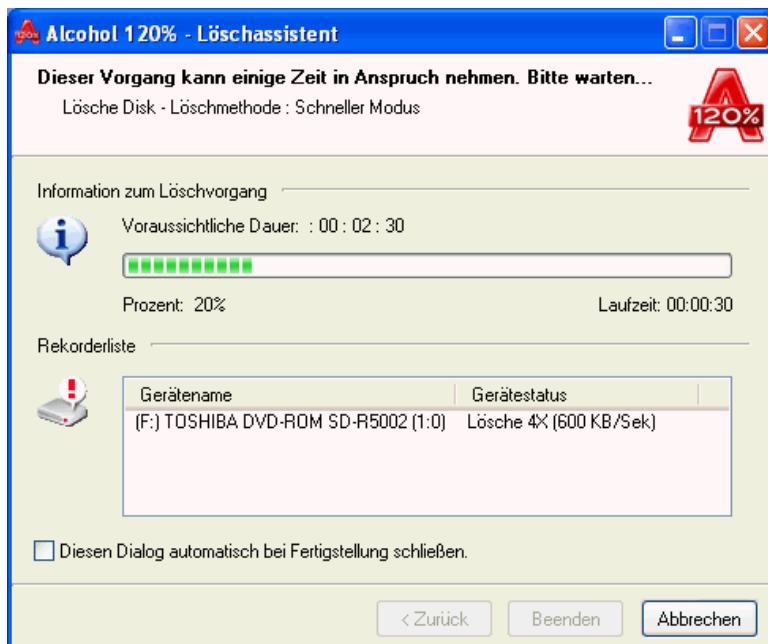 Alcohol 120% - Löschassistent
Dieser Vorgang kann einige Zeit in Anspruch nehmen. Bitte warten...
Lösche Disk - Löschmethode : Schneller Modus
120%
Information zum Löschvorgang
Voraussichtliche Dauer: : 00 : 02 : 30
Prozent: 20% Laufzeit: 00:00:30
Rekorderliste
Gerätename Gerätestatus
(F:) TOSHIBA DVD-ROM SD-R5002 (1:0) Lösche 4X (600 KB/Sek)
Diesen Dialog automatisch bei Fertigstellung schließen.
< Zurück Beenden Abbrechen